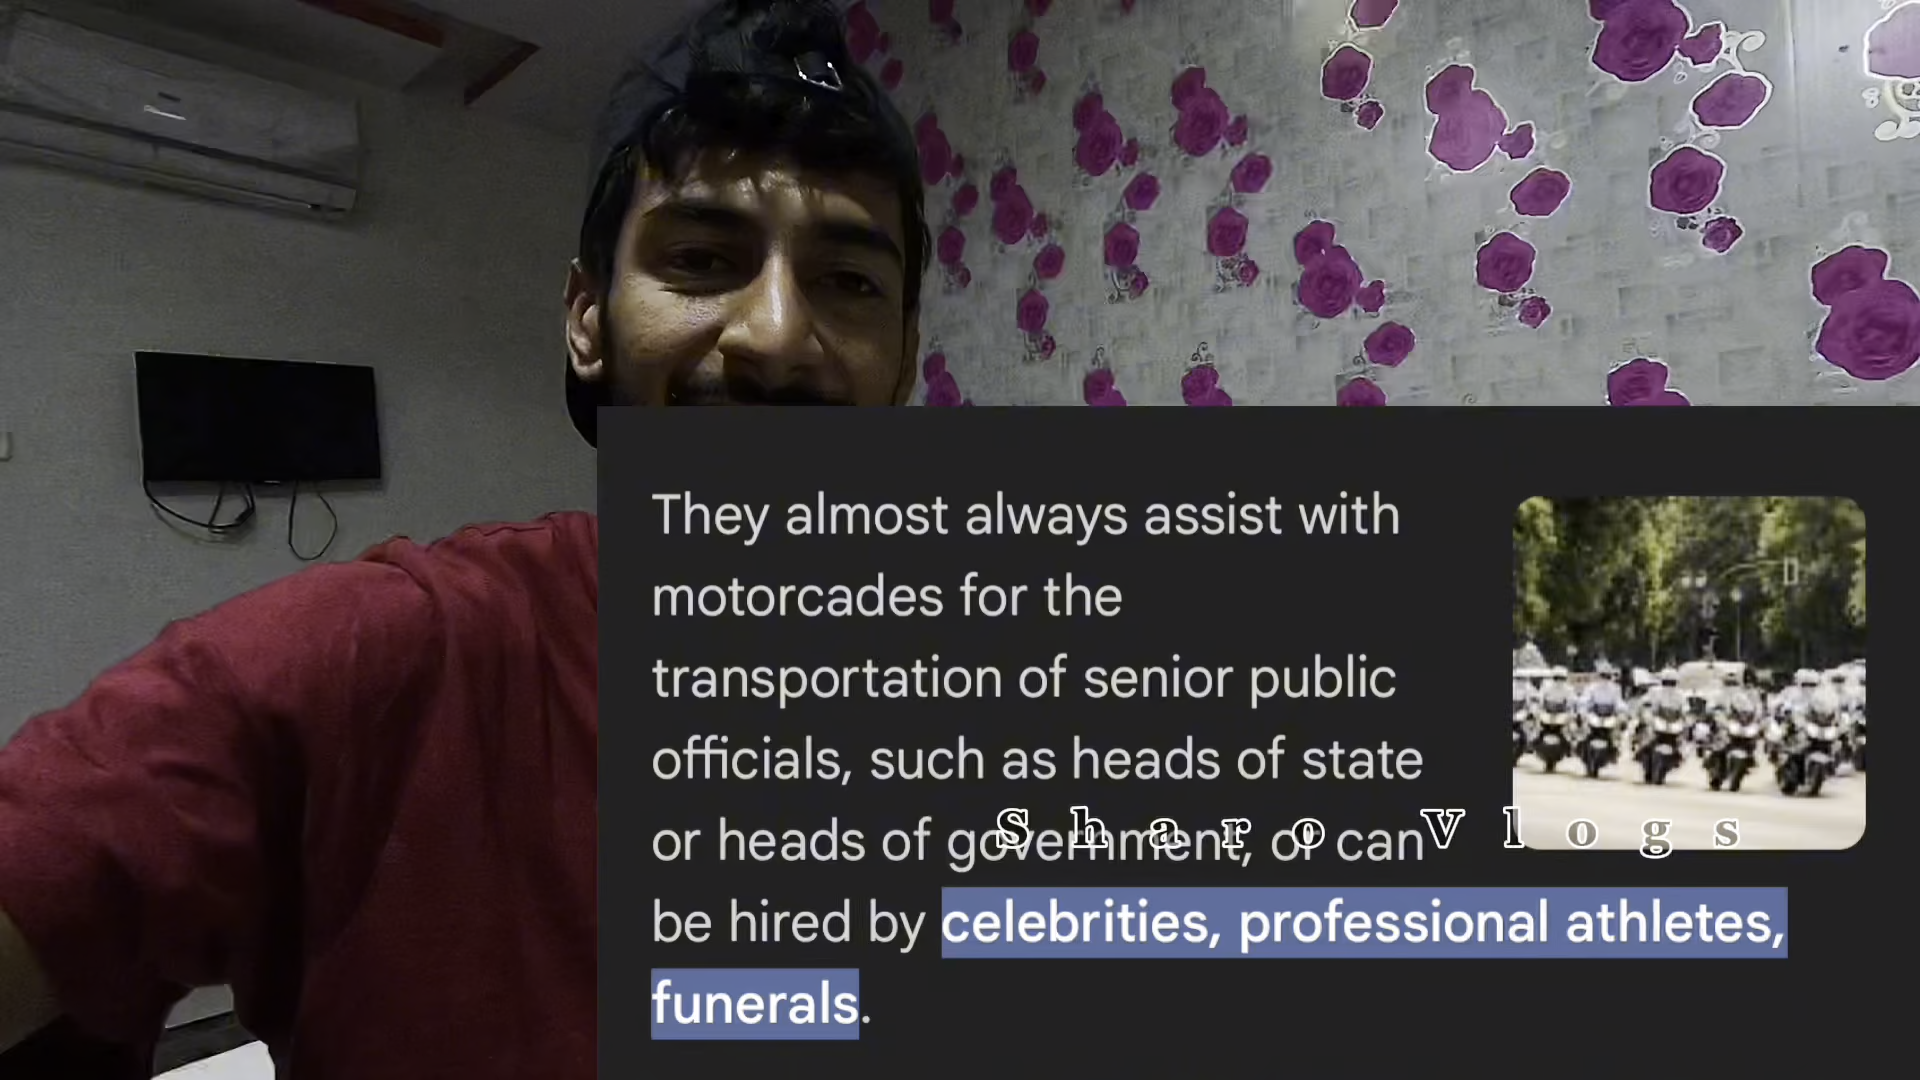 They almost always assist with
motorcades for the
transportation of senior public
officials, such as heads of state
or heads of government, or can
be hired by celebrities, professional athletes,
funerals.
Sharo Vlogs